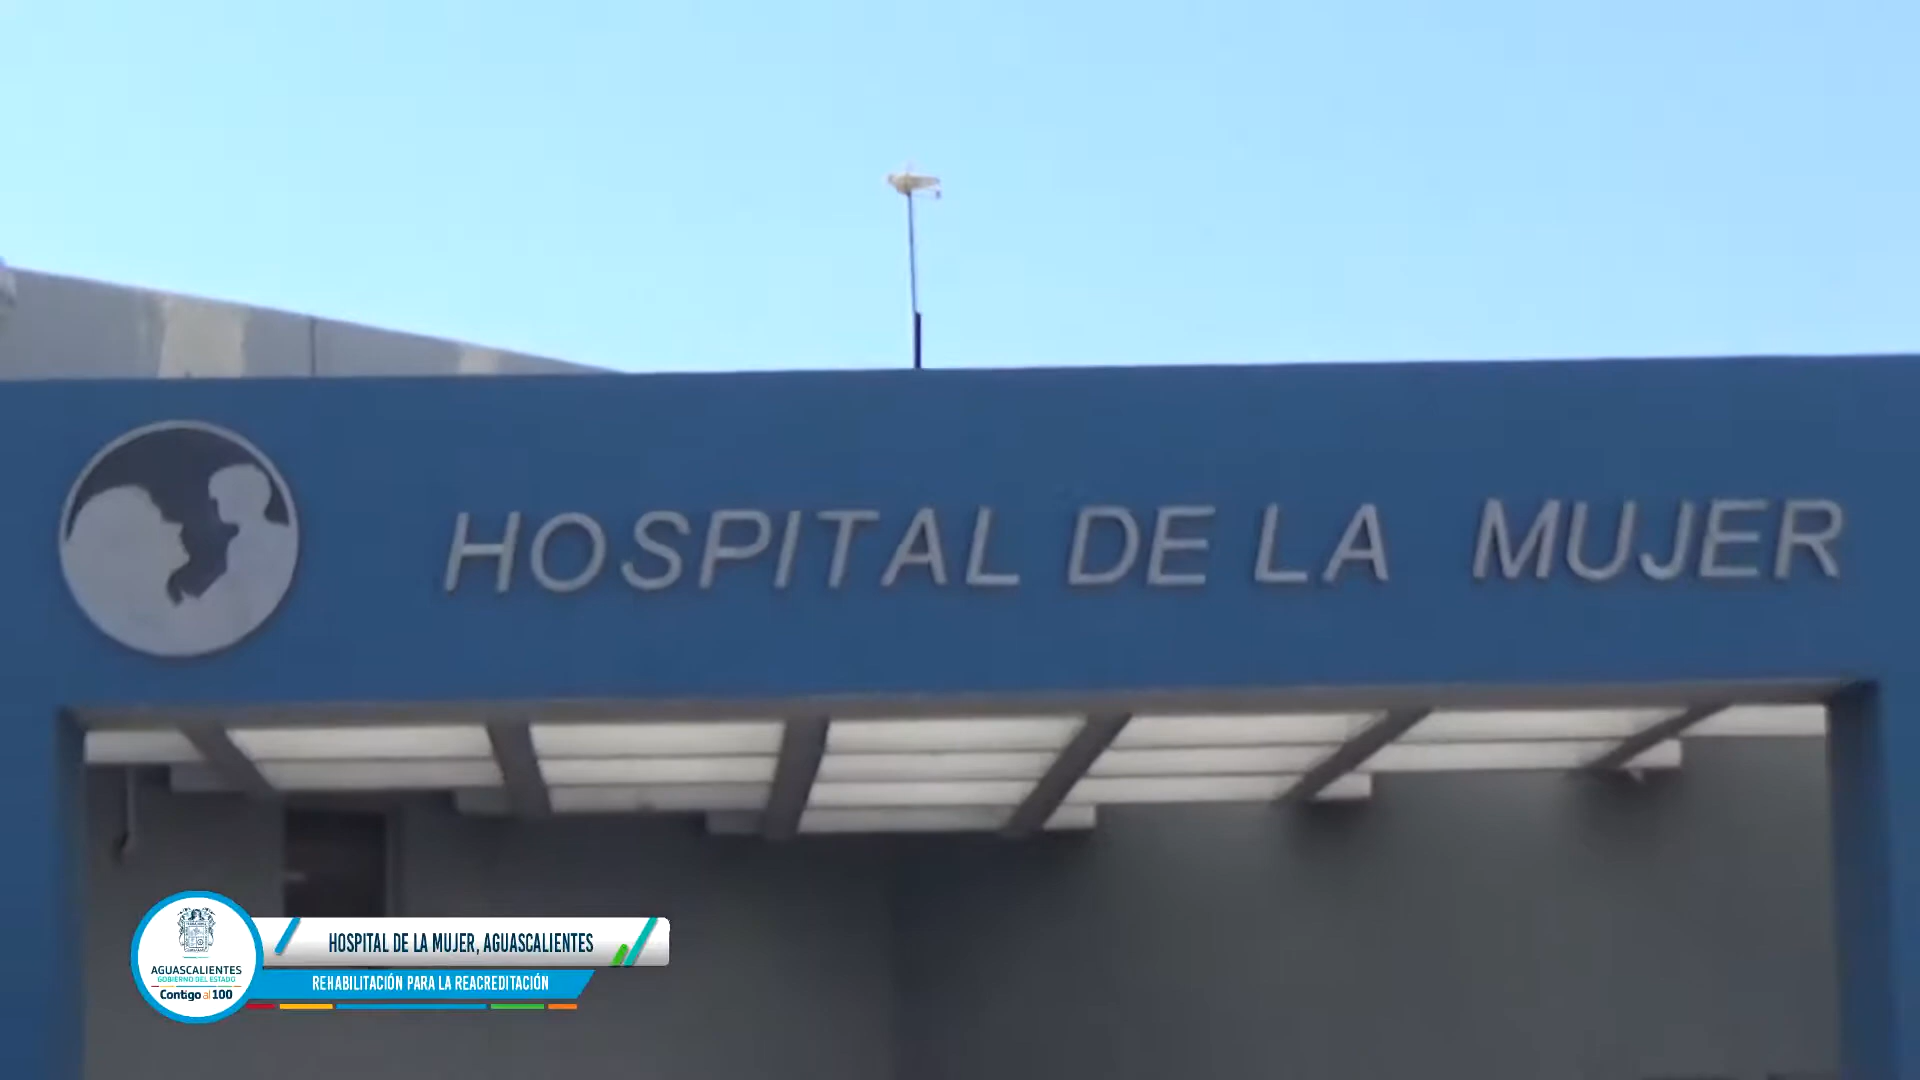 HOSPITAL DE LA MUJER
HOSPITAL DE LA MUJER, AGUASCALIENTES
REHABILITACIÓN PARA LA REACREDITACIÓN
AGUASCALIENTES
GOBIERNO DEL ESTADO
Contigo al 100